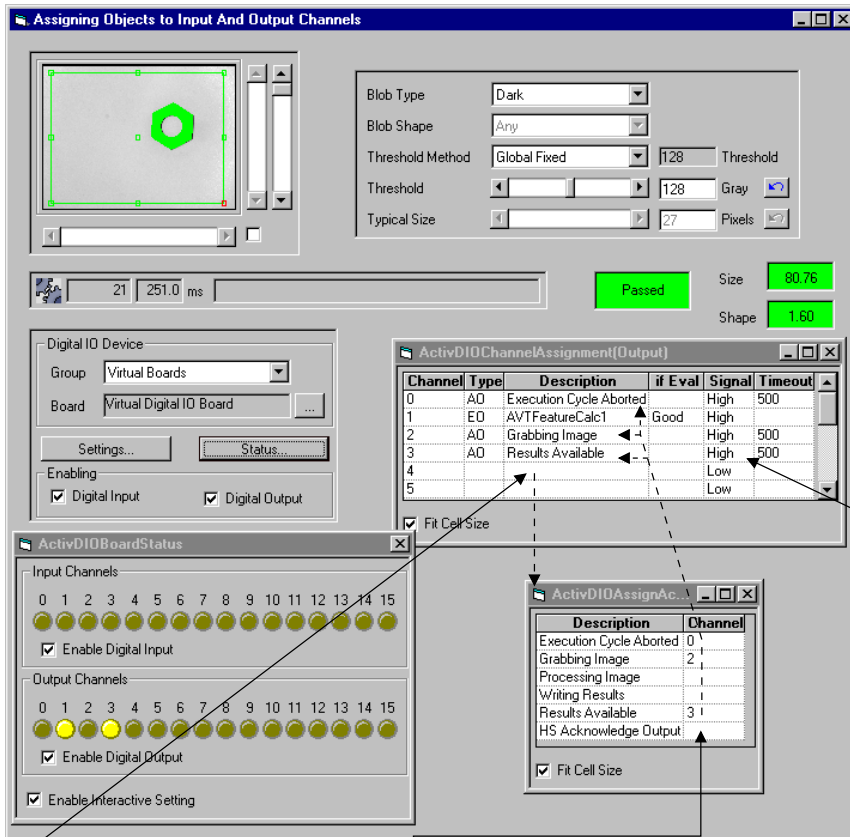 Assigning Objects to Input And Output Channels
Blob Type Dark
Blob Shape Any
Threshold Method Global Fixed 128 Threshold
Threshold 128 Gray
Typical Size 27 Pixels
21 251.0 ms
Passed
Size 80.76
Shape 1.60
Digital IO Device
Group Virtual Boards
Board Virtual Digital IO Board ...
Settings... Status...
Enabling
Digital Input Digital Output
ActivDIOChannelAssignment(Output)
Channel Type Description if Eval Signal Timeout
0 AO Execution Cycle Aborted High 500
1 EO AVTFeatureCalc1 Good High
2 AO Grabbing Image High 500
3 AO Results Available High 500
4 Low
5 Low
Fit Cell Size
ActivDIOBoardStatus
Input Channels
0 1 2 3 4 5 6 7 8 9 10 11 12 13 14 15
Enable Digital Input
Output Channels
0 1 2 3 4 5 6 7 8 9 10 11 12 13 14 15
Enable Digital Output
Enable Interactive Setting
ActivDIOAssignAc...
Description Channel
Execution Cycle Aborted 0
Grabbing Image 2
Processing Image
Writing Results
Results Available 3
HS Acknowledge Output
Fit Cell Size